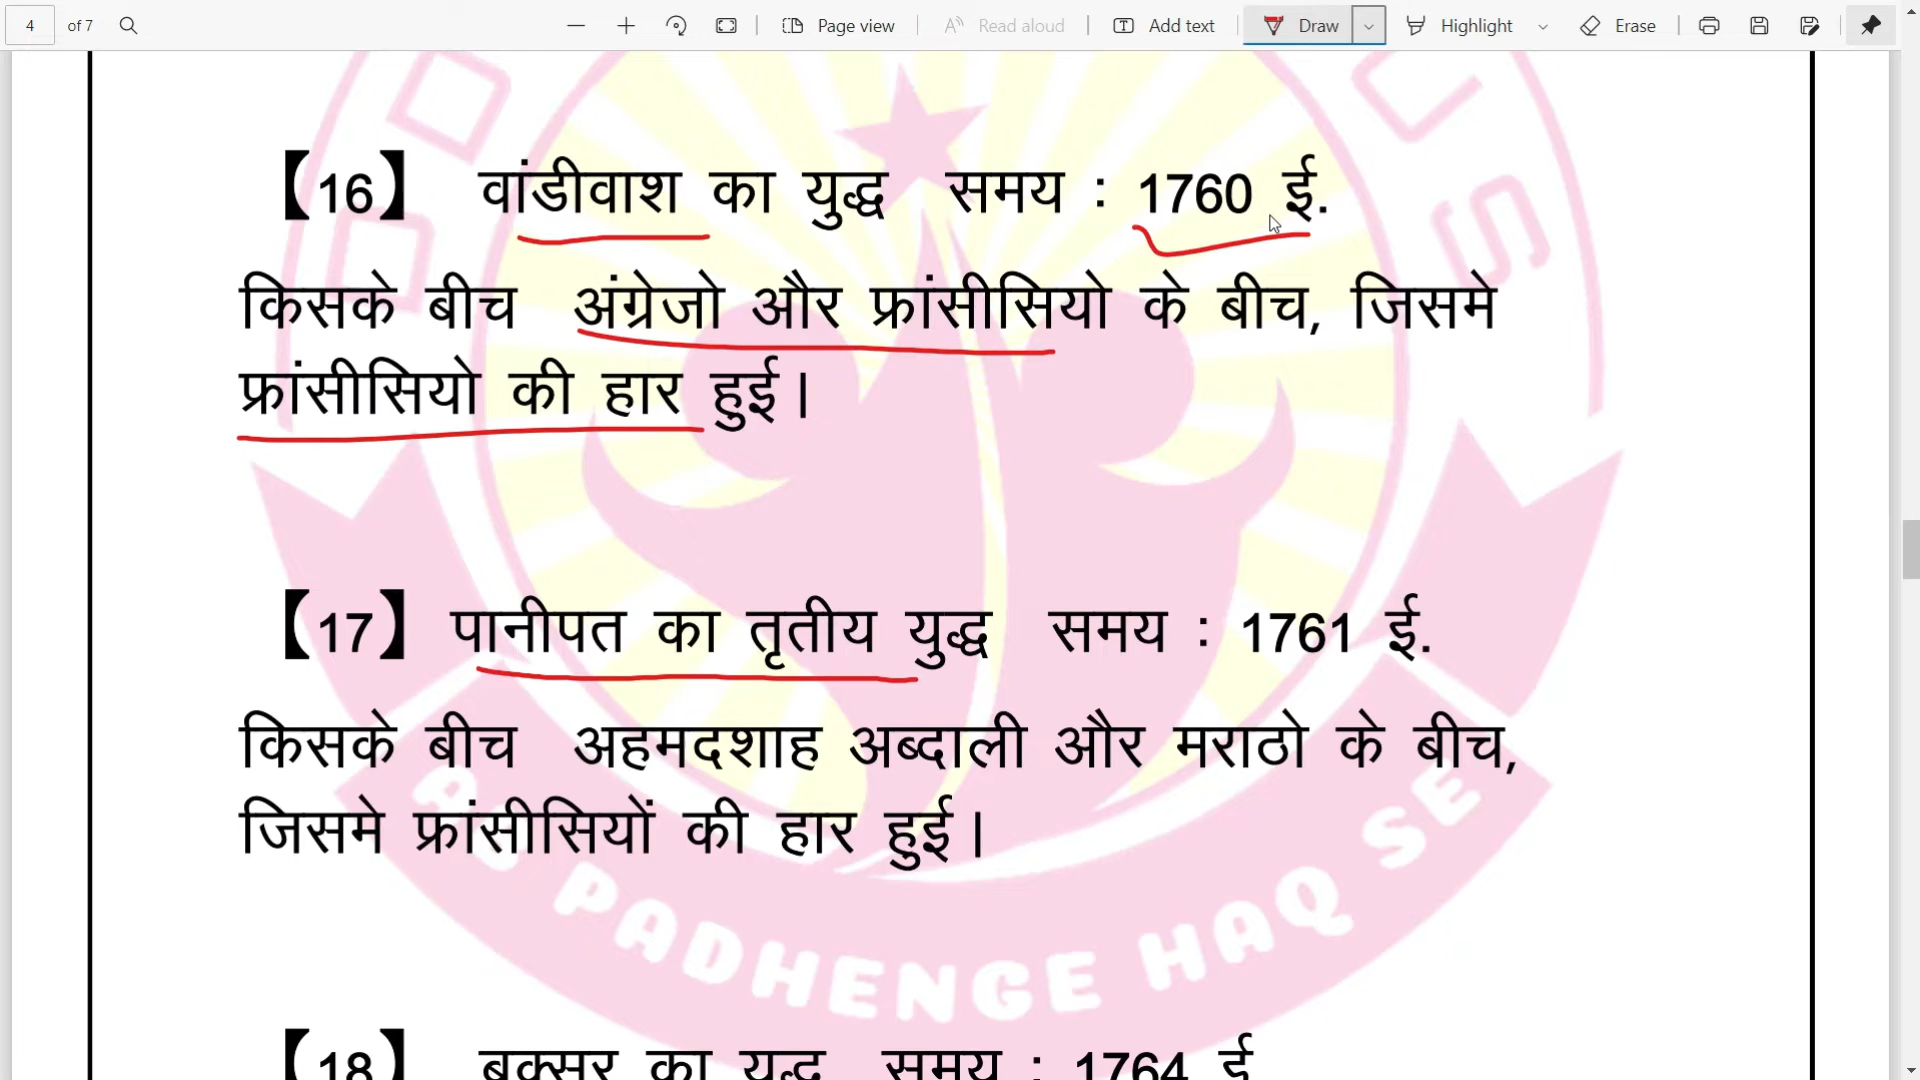 4 of 7 Page view Read aloud Add text Draw Highlight Erase
【16】 वांडीवाश का युद्ध समय : 1760 ई.
किसके बीच अंग्रेजो और फ्रांसीसियो के बीच, जिसमे
फ्रांसीसियो की हार हुई।
【17】 पानीपत का तृतीय युद्ध समय : 1761 ई.
किसके बीच अहमदशाह अब्दाली और मराठो के बीच,
जिसमे फ्रांसीसियों की हार हुई।
PADHENGE HAQ SE
【18】 बक्सर का युद्ध समय : 1764 ई